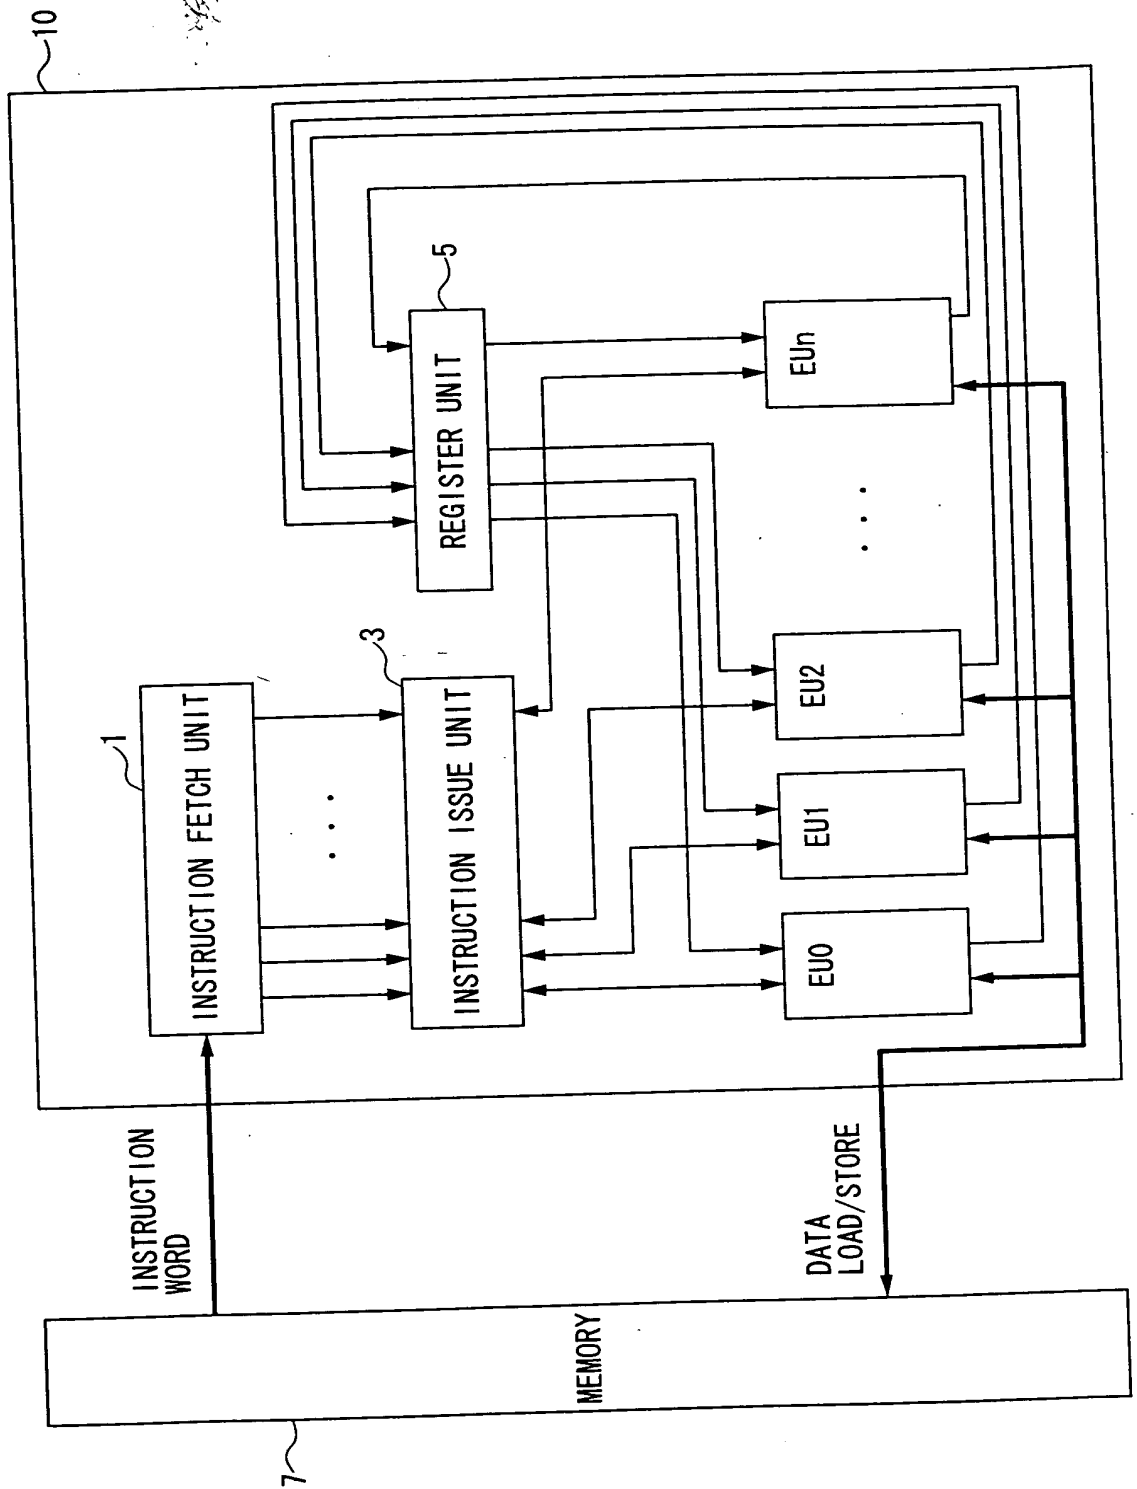 10
1
INSTRUCTION FETCH UNIT
3
INSTRUCTION ISSUE UNIT
5
REGISTER UNIT
EU0
EU1
EU2
EUn
INSTRUCTION
WORD
DATA
LOAD/STORE
MEMORY
7